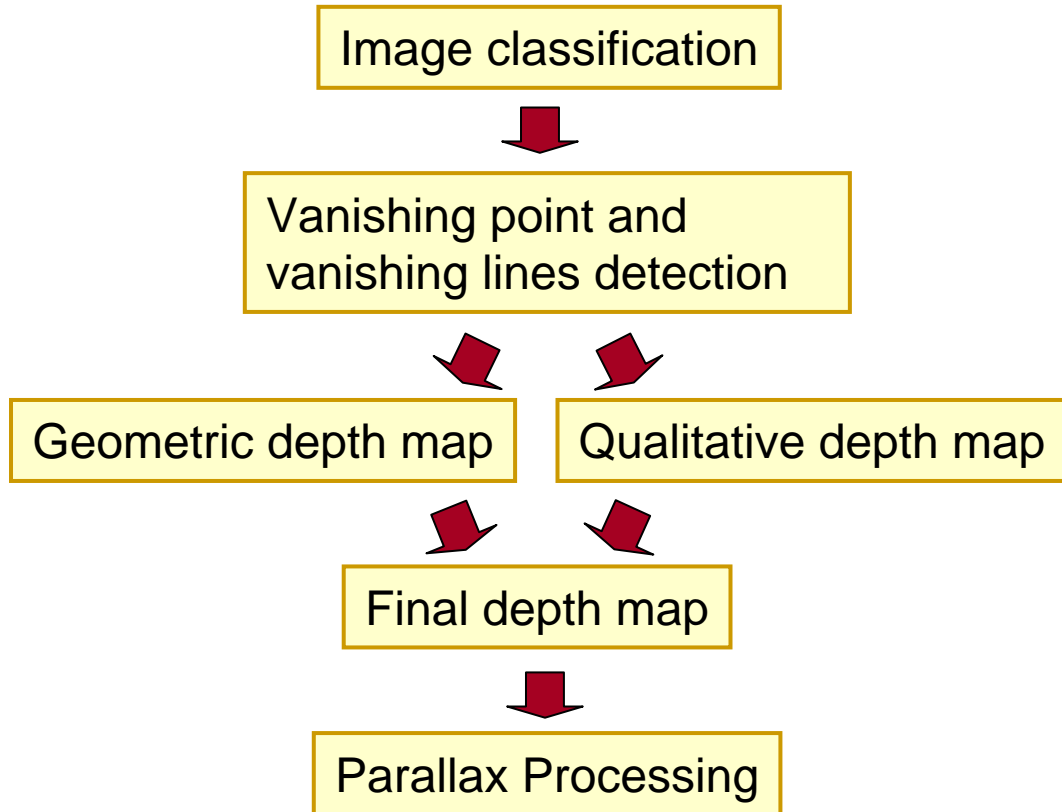 Image classification
Vanishing point and
vanishing lines detection
Geometric depth map
Qualitative depth map
Final depth map
Parallax Processing